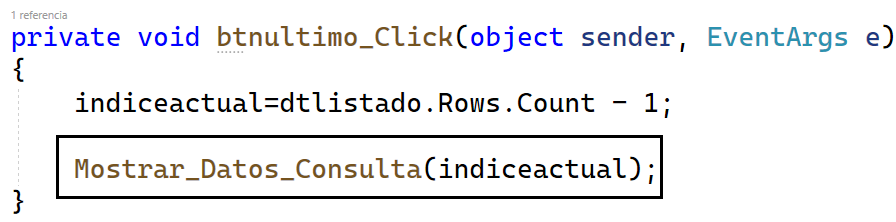 1 referencia
private void btnultimo_Click(object sender, EventArgs e)
{
indiceactual=dtlistado.Rows.Count - 1;
Mostrar_Datos_Consulta(indiceactual);
}